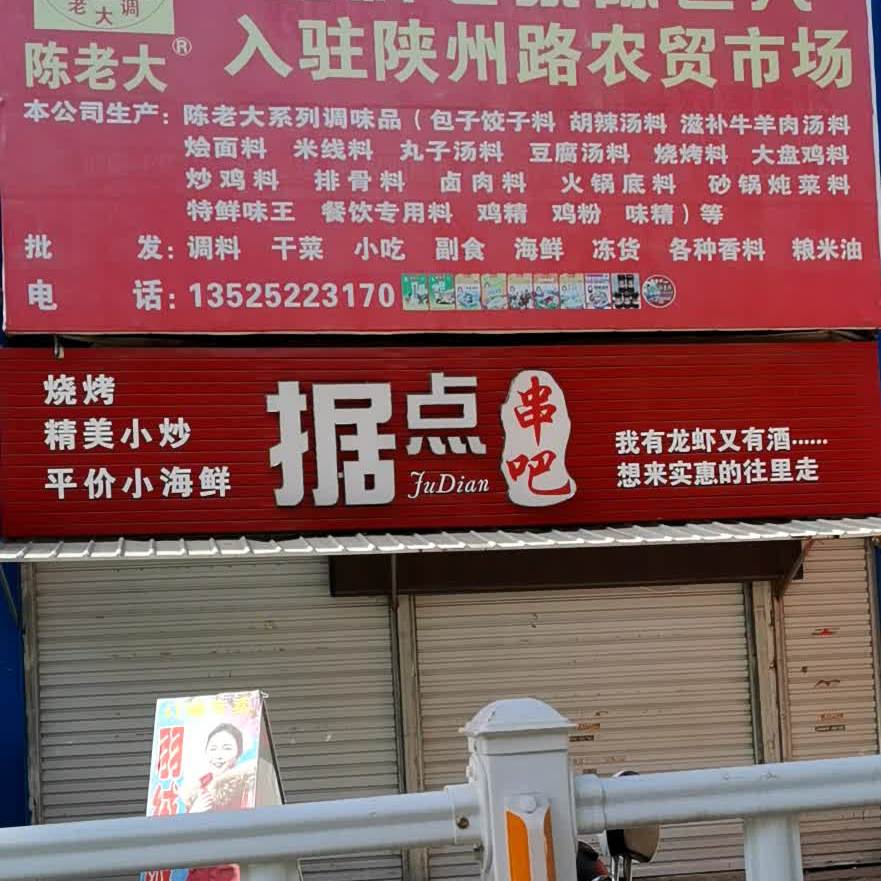 老大调
陈老大®
入驻陕州路农贸市场
本公司生产：陈老大系列调味品（包子饺子料 胡辣汤料 滋补牛羊肉汤料
烩面料 米线料 丸子汤料 豆腐汤料 烧烤料 大盘鸡料
炒鸡料 排骨料 卤肉料 火锅底料 砂锅炖菜料
特鲜味王 餐饮专用料 鸡精 鸡粉 味精）等
批 发：调料 干菜 小吃 副食 海鲜 冻货 各种香料 粮米油
电 话：13525223170
烧烤
精美小炒
平价小海鲜
据点
JuDian
串吧
我有龙虾又有酒……
想来实惠的往里走